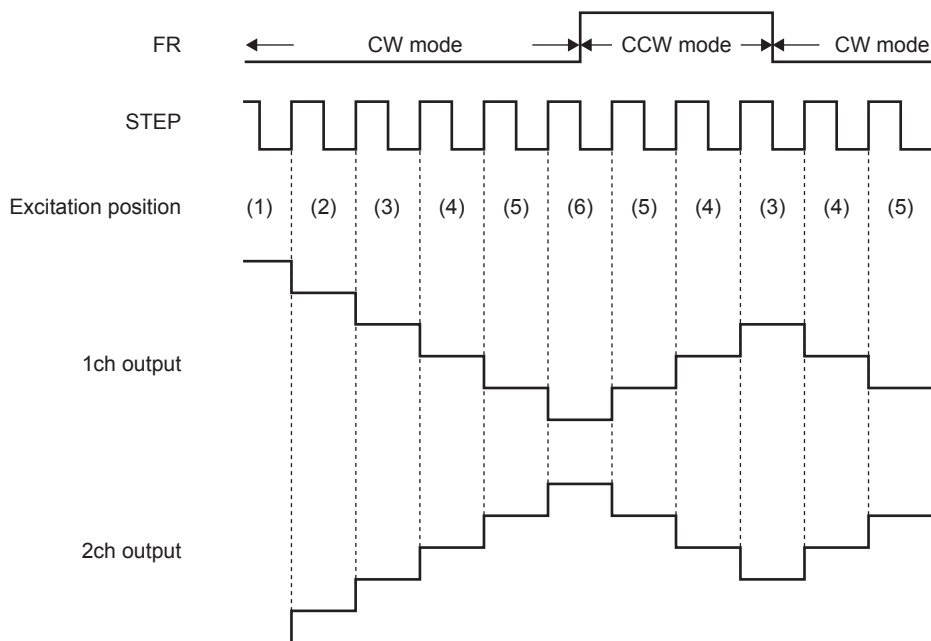 FR CW mode CCW mode CW mode
STEP
Excitation position (1) (2) (3) (4) (5) (6) (5) (4) (3) (4) (5)
1ch output
2ch output